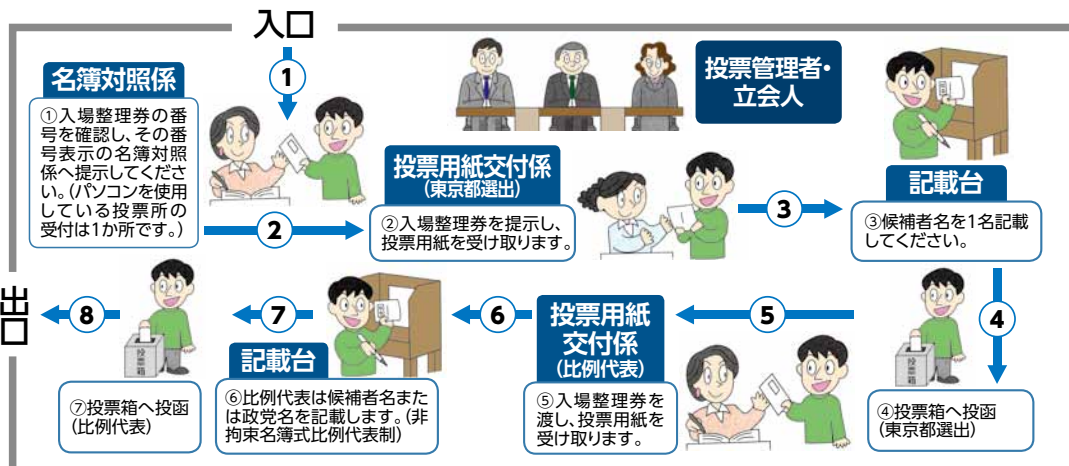 入口
1
名簿対照係
①入場整理券の番
号を確認し、その番
号表示の名簿対照
係へ提示してくださ
い。(パソコンを使用
している投票所の
受付は1か所です。)
2
投票用紙交付係
(東京都選出)
②入場整理券を提示し、
投票用紙を受け取ります。
投票管理者・
立会人
3
記載台
③候補者名を1名記載
してください。
4
投票箱
④投票箱へ投函
(東京都選出)
5
投票用紙
交付係
(比例代表)
⑤入場整理券を
渡し、投票用紙を
受け取ります。
6
記載台
⑥比例代表は候補者名また
は政党名を記載します。(非
拘束名簿式比例代表制)
7
投票箱
⑦投票箱へ投函
(比例代表)
8
出口